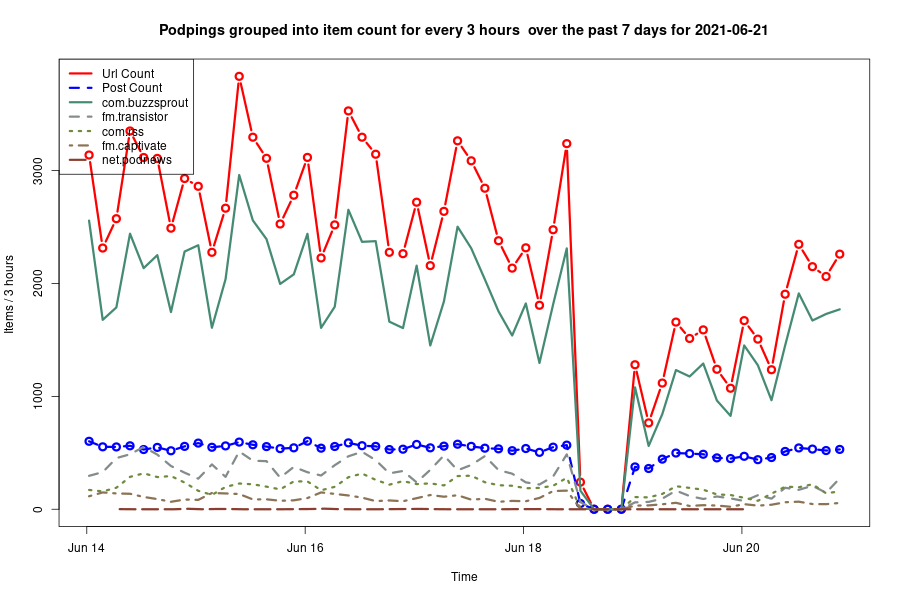 Podpings grouped into item count for every 3 hours  over the past 7 days for 2021-06-21
Url Count
Post Count
com.buzzsprout
fm.transistor
com.rss
fm.captivate
net.podnews
Items / 3 hours
3000
2000
1000
0
Jun 14
Jun 16
Jun 18
Jun 20
Time